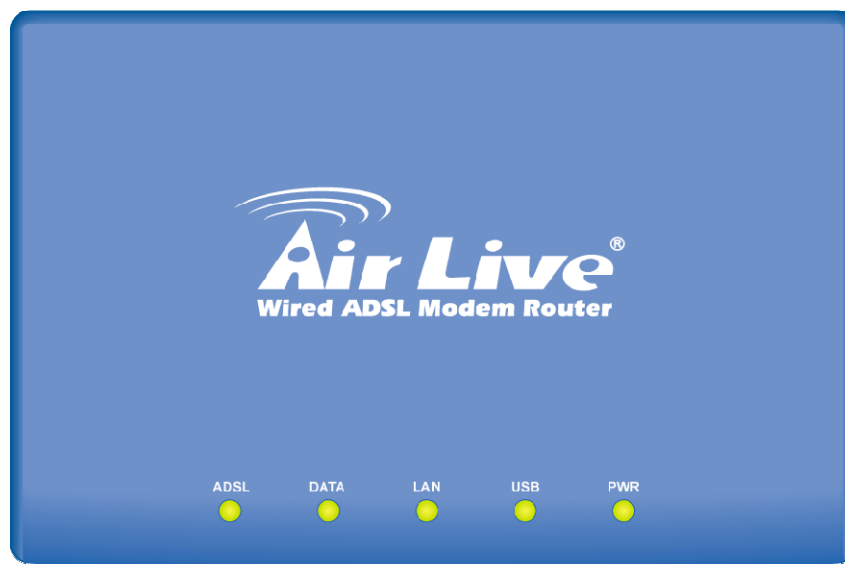 Air Live®
Wired ADSL Modem Router
ADSL DATA LAN USB PWR